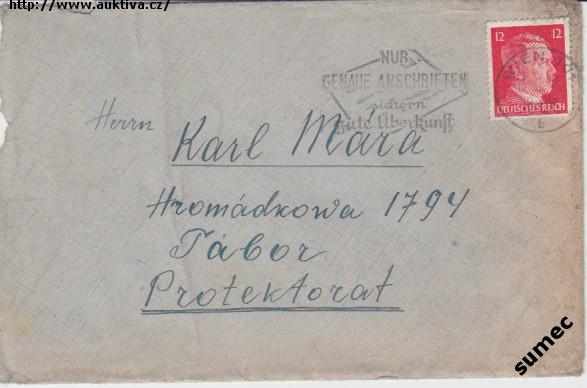 http://www.auktiva.cz/
12 12
DEUTSCHES REICH
NUR
GENAUE ANSCHRIFTEN
sichern
gute Überkunft
b
Herrn
Karl Mára
Hromádkowa 1794
Tábor
Protektorat
sumec